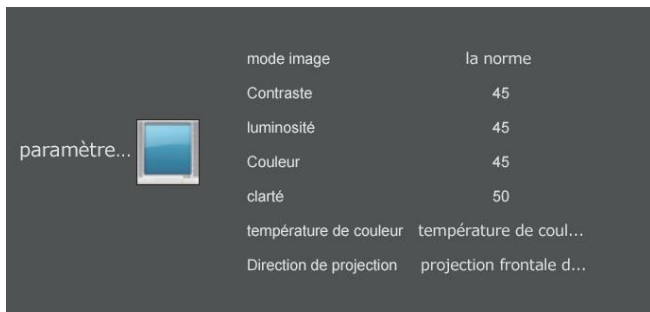 mode image la norme
Contraste 45
luminosité 45
paramètre...
Couleur 45
clarté 50
température de couleur température de coul...
Direction de projection projection frontale d...